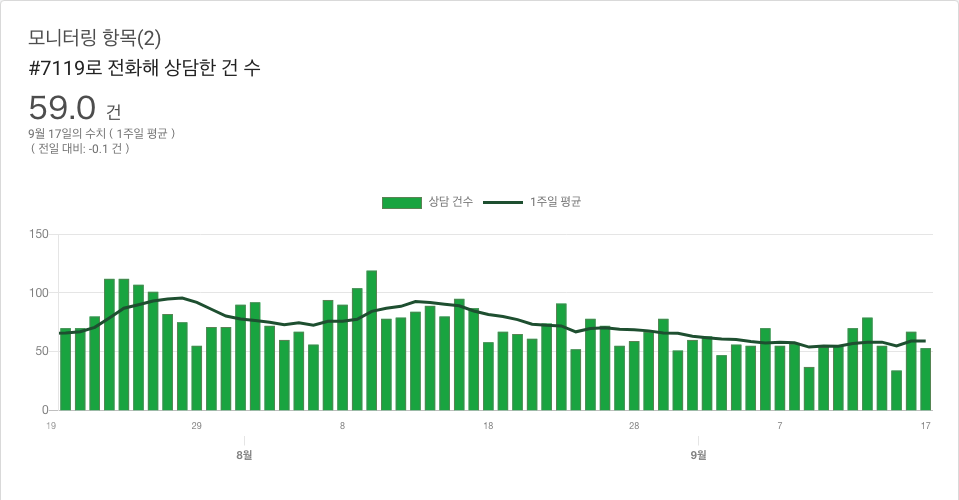 모니터링 항목(2)
#7119로 전화해 상담한 건 수
59.0 건
9월 17일의 수치 ( 1주일 평균 )
( 전일 대비: -0.1 건 )
상담 건수 1주일 평균
150
100
50
0
19 29 8 18 28 7 17
8월 9월